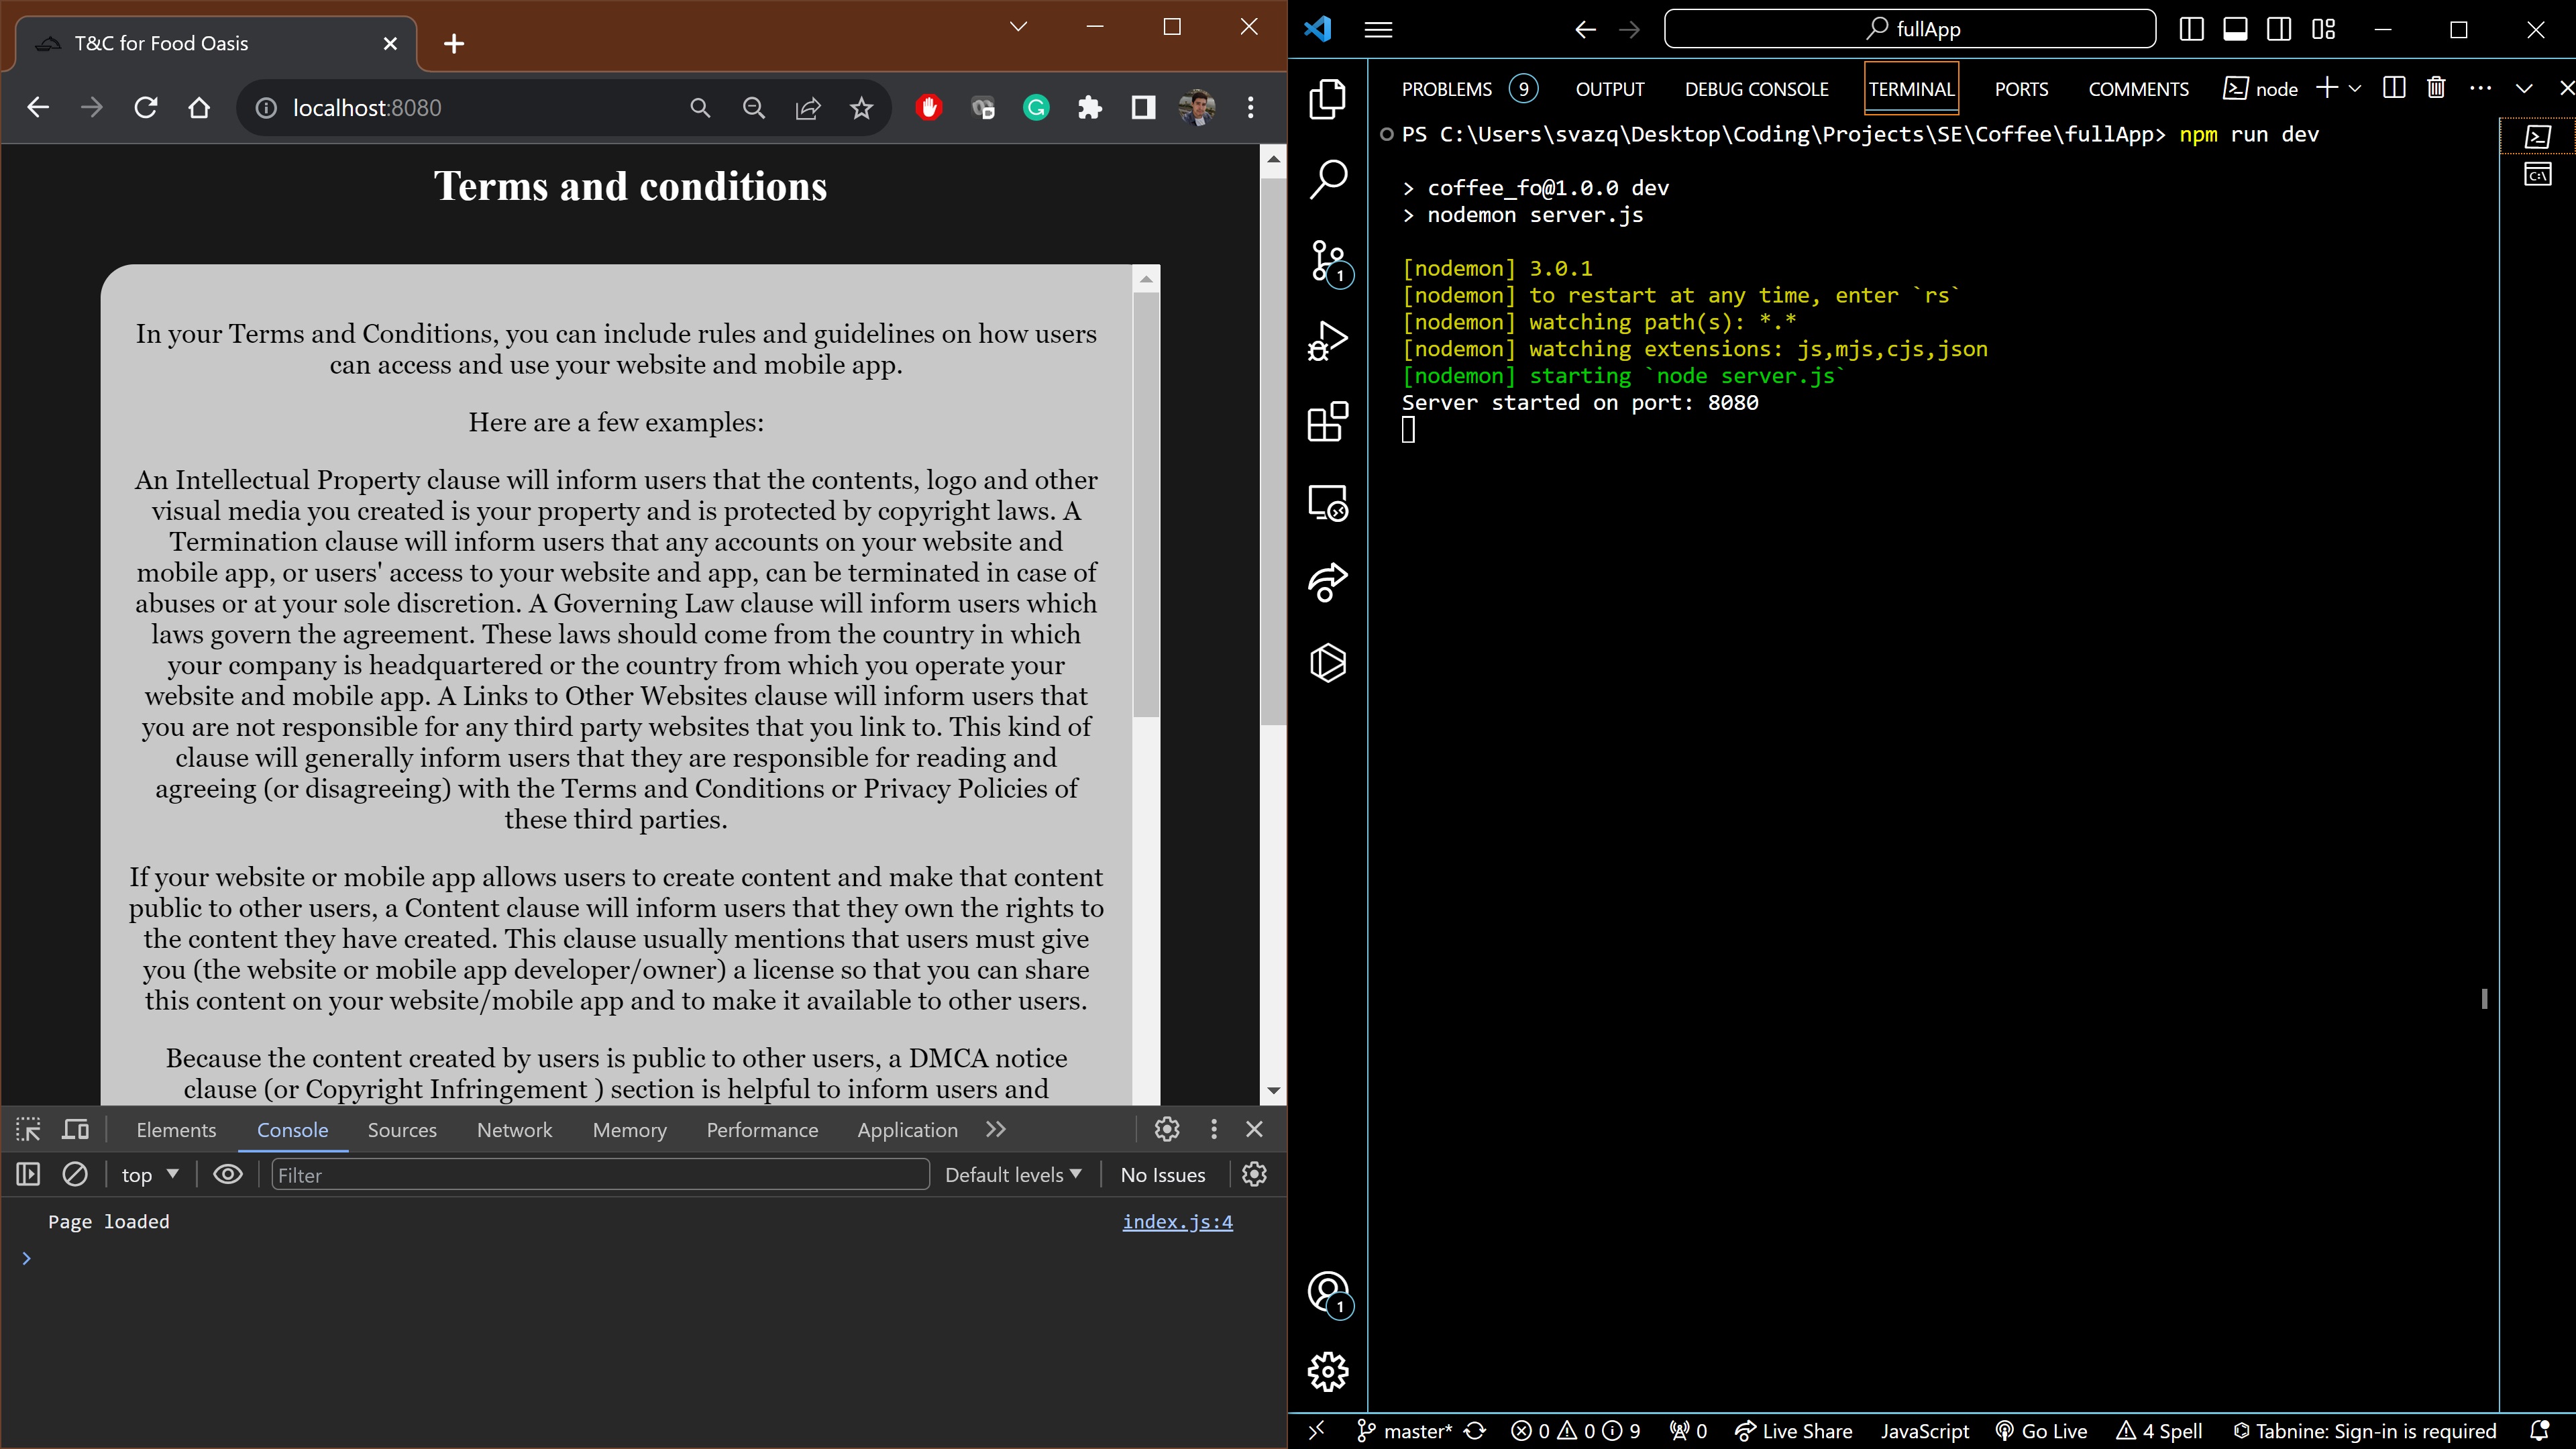 T&C for Food Oasis
localhost:8080
Terms and conditions
In your Terms and Conditions, you can include rules and guidelines on how users
can access and use your website and mobile app.
Here are a few examples:
An Intellectual Property clause will inform users that the contents, logo and other
visual media you created is your property and is protected by copyright laws. A
Termination clause will inform users that any accounts on your website and
mobile app, or users' access to your website and app, can be terminated in case of
abuses or at your sole discretion. A Governing Law clause will inform users which
laws govern the agreement. These laws should come from the country in which
your company is headquartered or the country from which you operate your
website and mobile app. A Links to Other Websites clause will inform users that
you are not responsible for any third party websites that you link to. This kind of
clause will generally inform users that they are responsible for reading and
agreeing (or disagreeing) with the Terms and Conditions or Privacy Policies of
these third parties.
If your website or mobile app allows users to create content and make that content
public to other users, a Content clause will inform users that they own the rights to
the content they have created. This clause usually mentions that users must give
you (the website or mobile app developer/owner) a license so that you can share
this content on your website/mobile app and to make it available to other users.
Because the content created by users is public to other users, a DMCA notice
clause (or Copyright Infringement ) section is helpful to inform users and
Elements Console Sources Network Memory Performance Application
top Filter Default levels No Issues
Page loaded index.js:4
fullApp
PROBLEMS 9 OUTPUT DEBUG CONSOLE TERMINAL PORTS COMMENTS node
PS C:\Users\svazq\Desktop\Coding\Projects\SE\Coffee\fullApp> npm run dev
> coffee_fo@1.0.0 dev
> nodemon server.js
[nodemon] 3.0.1
[nodemon] to restart at any time, enter `rs`
[nodemon] watching path(s): *.*
[nodemon] watching extensions: js,mjs,cjs,json
[nodemon] starting `node server.js`
Server started on port: 8080
1
1
master* 0 0 9 0 Live Share JavaScript Go Live 4 Spell Tabnine: Sign-in is required